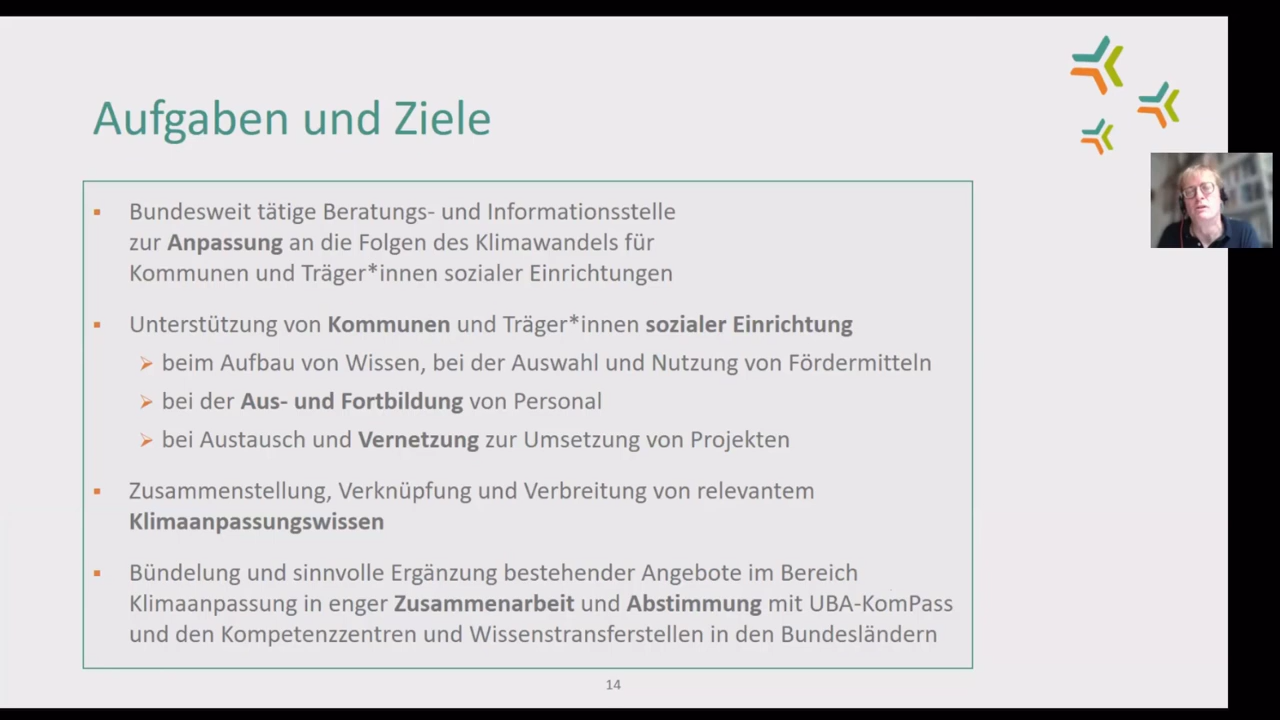 Aufgaben und Ziele
Bundesweit tätige Beratungs- und Informationsstelle
zur Anpassung an die Folgen des Klimawandels für
Kommunen und Träger*innen sozialer Einrichtungen
Unterstützung von Kommunen und Träger*innen sozialer Einrichtung
beim Aufbau von Wissen, bei der Auswahl und Nutzung von Fördermitteln
bei der Aus- und Fortbildung von Personal
bei Austausch und Vernetzung zur Umsetzung von Projekten
Zusammenstellung, Verknüpfung und Verbreitung von relevantem
Klimaanpassungswissen
Bündelung und sinnvolle Ergänzung bestehender Angebote im Bereich
Klimaanpassung in enger Zusammenarbeit und Abstimmung mit UBA-KomPass
und den Kompetenzzentren und Wissenstransferstellen in den Bundesländern
14